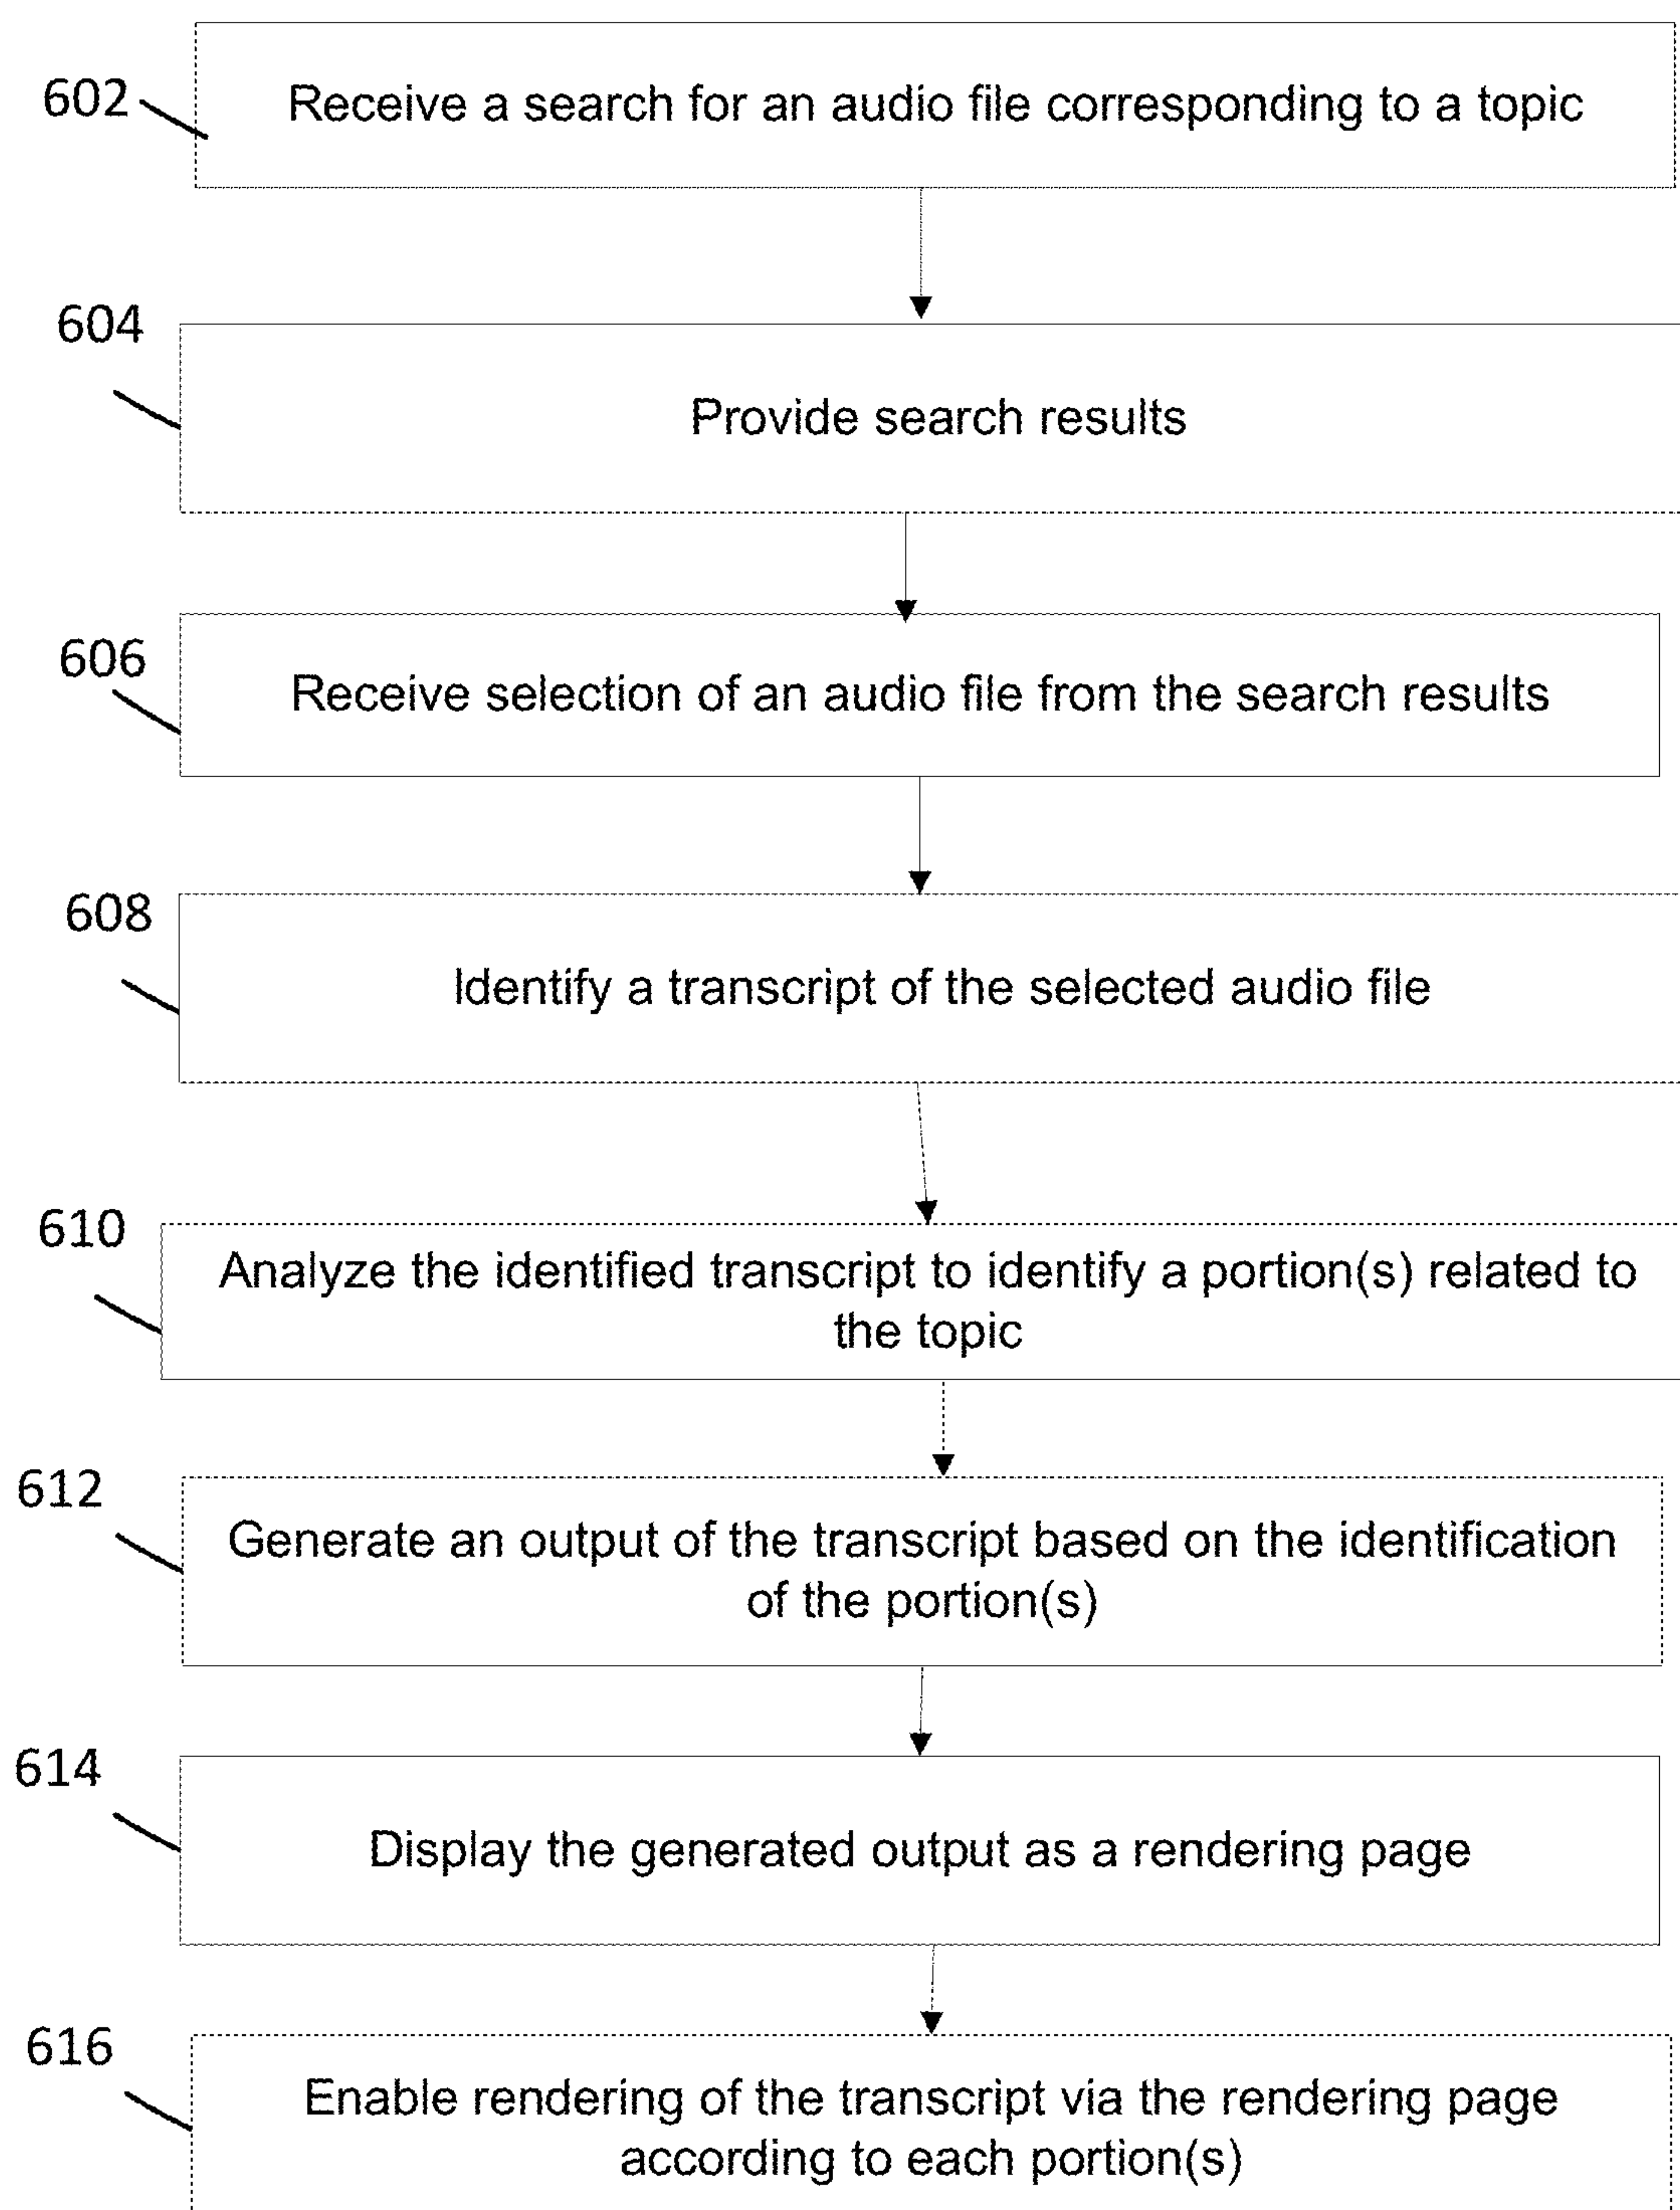 602
Receive a search for an audio file corresponding to a topic
604
Provide search results
606
Receive selection of an audio file from the search results
608
Identify a transcript of the selected audio file
610
Analyze the identified transcript to identify a portion(s) related to
the topic
612
Generate an output of the transcript based on the identification
of the portion(s)
614
Display the generated output as a rendering page
616
Enable rendering of the transcript via the rendering page
according to each portion(s)